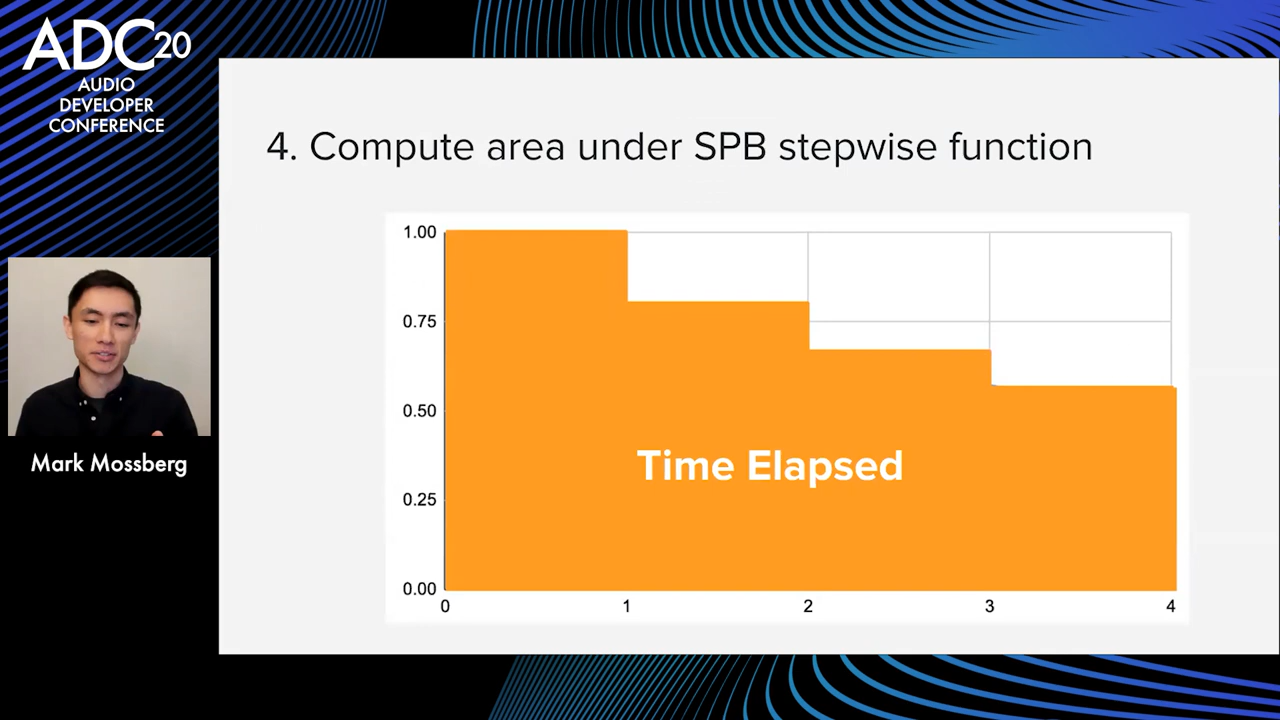 ADC20
AUDIO
DEVELOPER
CONFERENCE
Mark Mossberg
4. Compute area under SPB stepwise function
1.00
0.75
0.50
0.25
0.00
Time Elapsed
0 1 2 3 4